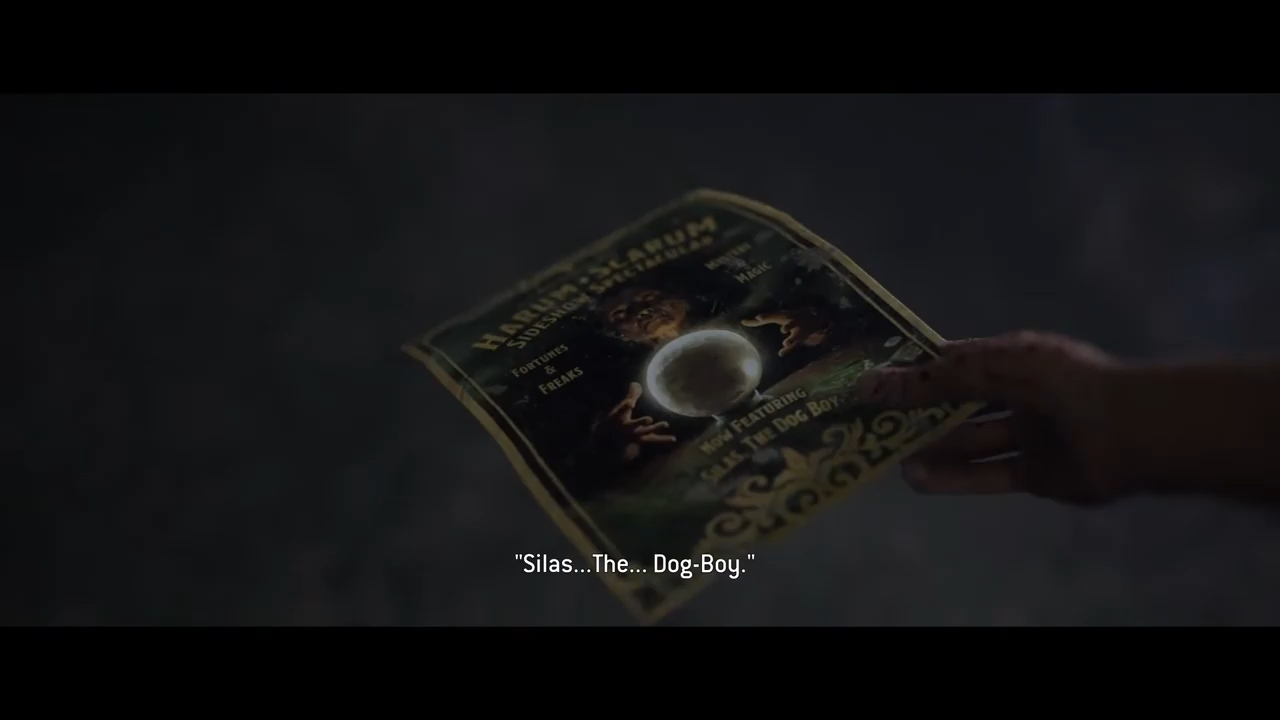 HARUM • SCARUM
SIDESHOW SPECTACULAR
MYSTERY
&
MAGIC
FORTUNES
&
FREAKS
NOW FEATURING
SILAS, THE DOG BOY.
"Silas...The... Dog-Boy."